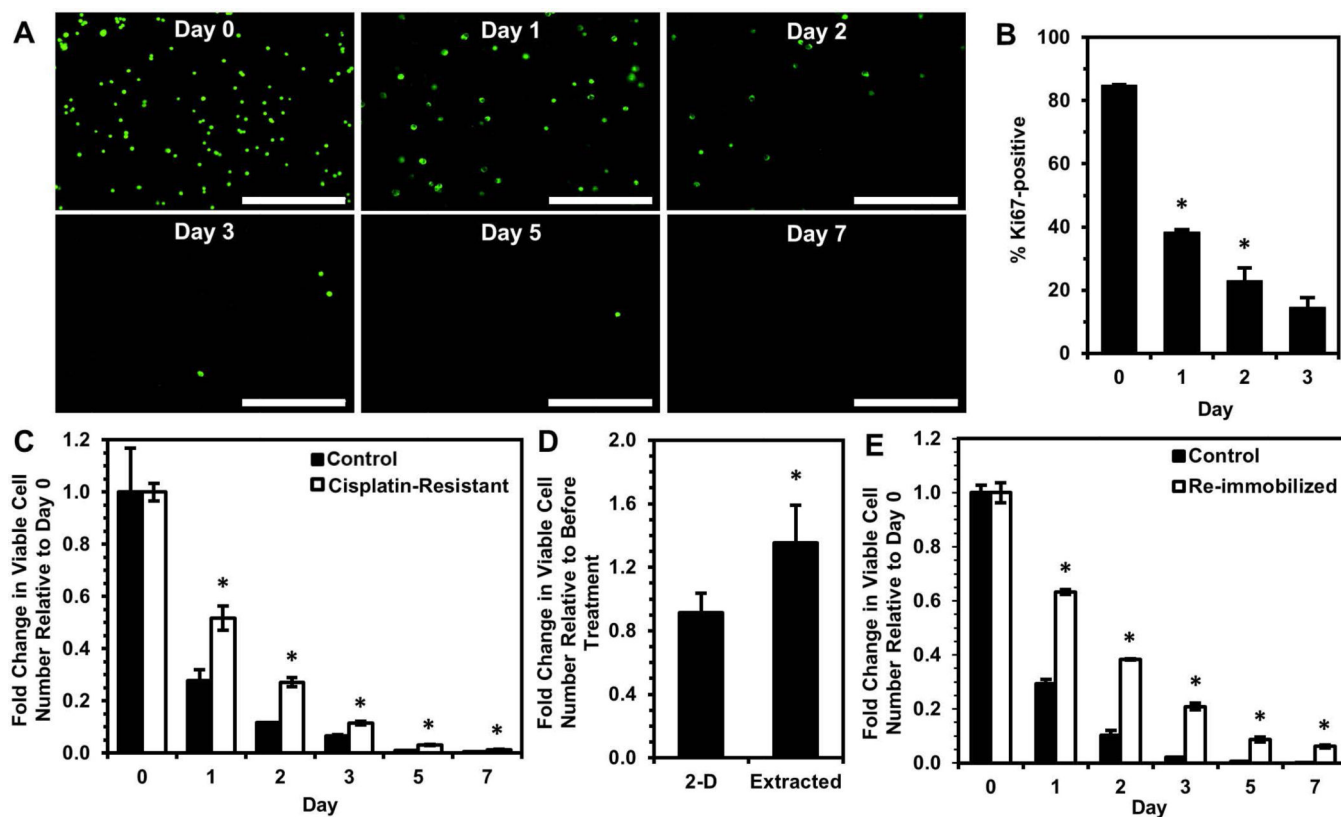 A
Day 0
Day 1
Day 2
Day 3
Day 5
Day 7
B
% Ki67-positive
100
80
60
40
20
0
0 1 2 3
Day
C
Fold Change in Viable Cell
Number Relative to Day 0
1.2
1.0
0.8
0.6
0.4
0.2
0.0
Control
Cisplatin-Resistant
* * * * *
0 1 2 3 5 7
Day
D
Fold Change in Viable Cell
Number Relative to Before
Treatment
2.0
1.6
1.2
0.8
0.4
0.0
*
2-D Extracted
E
Fold Change in Viable Cell
Number Relative to Day 0
1.2
1.0
0.8
0.6
0.4
0.2
0.0
Control
Re-immobilized
* * * * *
0 1 2 3 5 7
Day